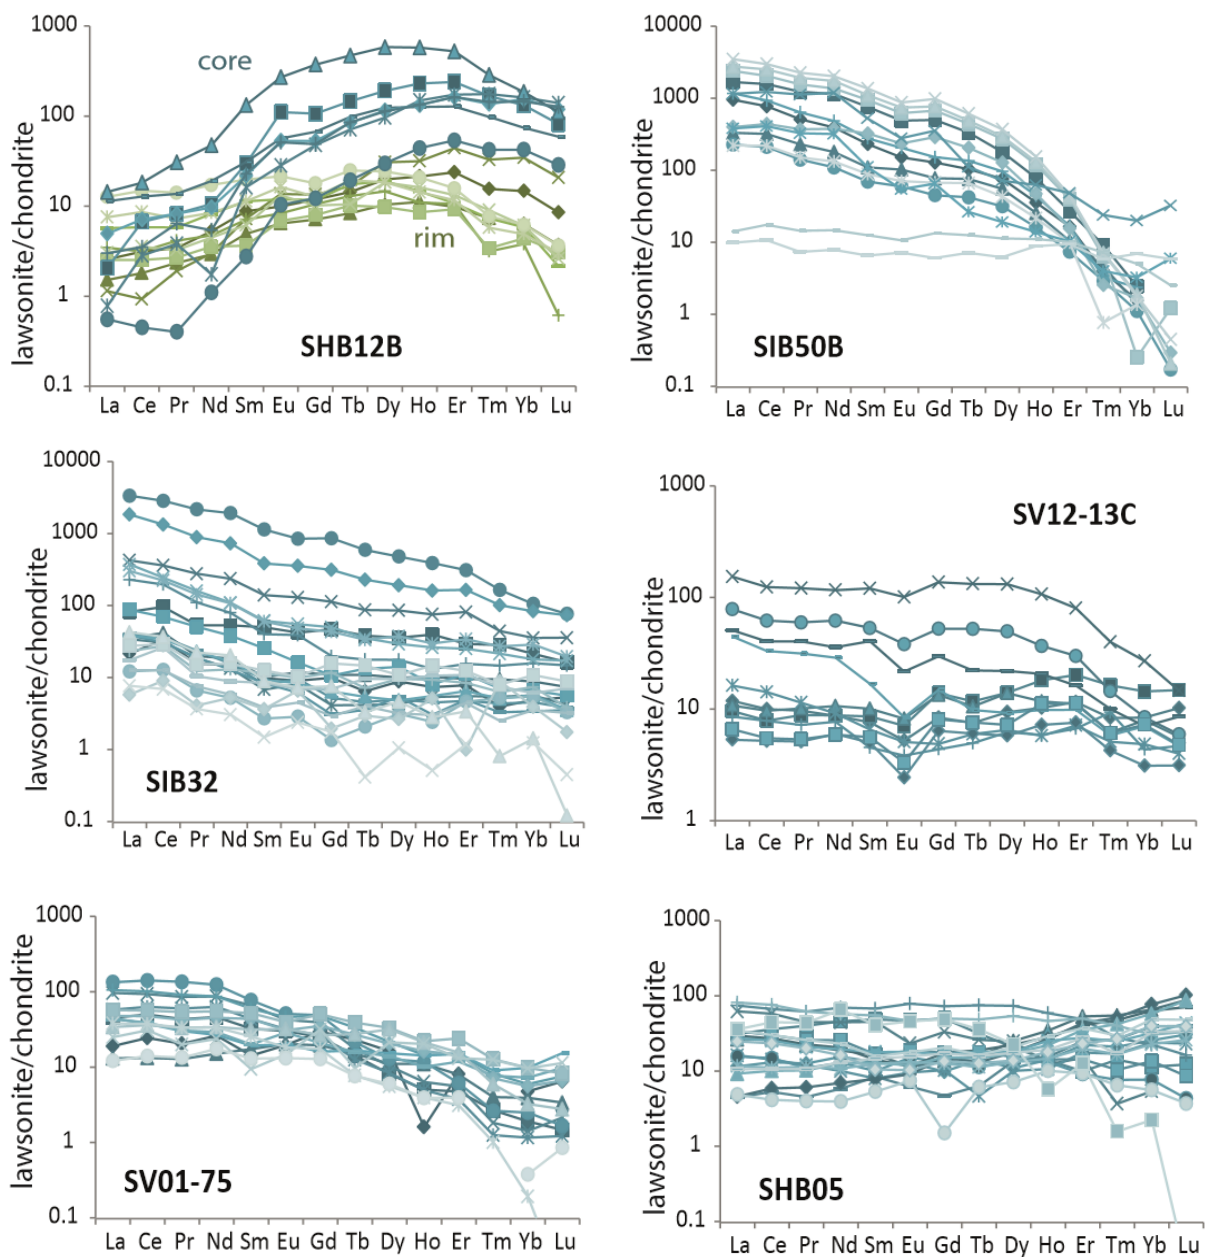 1000
100
10
1
0.1
lawsonite/chondrite
core
rim
SHB12B
La Ce Pr Nd Sm Eu Gd Tb Dy Ho Er Tm Yb Lu
10000
1000
100
10
1
0.1
lawsonite/chondrite
SIB50B
La Ce Pr Nd Sm Eu Gd Tb Dy Ho Er Tm Yb Lu
10000
1000
100
10
1
0.1
lawsonite/chondrite
SIB32
La Ce Pr Nd Sm Eu Gd Tb Dy Ho Er Tm Yb Lu
1000
100
10
1
lawsonite/chondrite
SV12-13C
La Ce Pr Nd Sm Eu Gd Tb Dy Ho Er Tm Yb Lu
1000
100
10
1
0.1
lawsonite/chondrite
SV01-75
La Ce Pr Nd Sm Eu Gd Tb Dy Ho Er Tm Yb Lu
1000
100
10
1
0.1
lawsonite/chondrite
SHB05
La Ce Pr Nd Sm Eu Gd Tb Dy Ho Er Tm Yb Lu